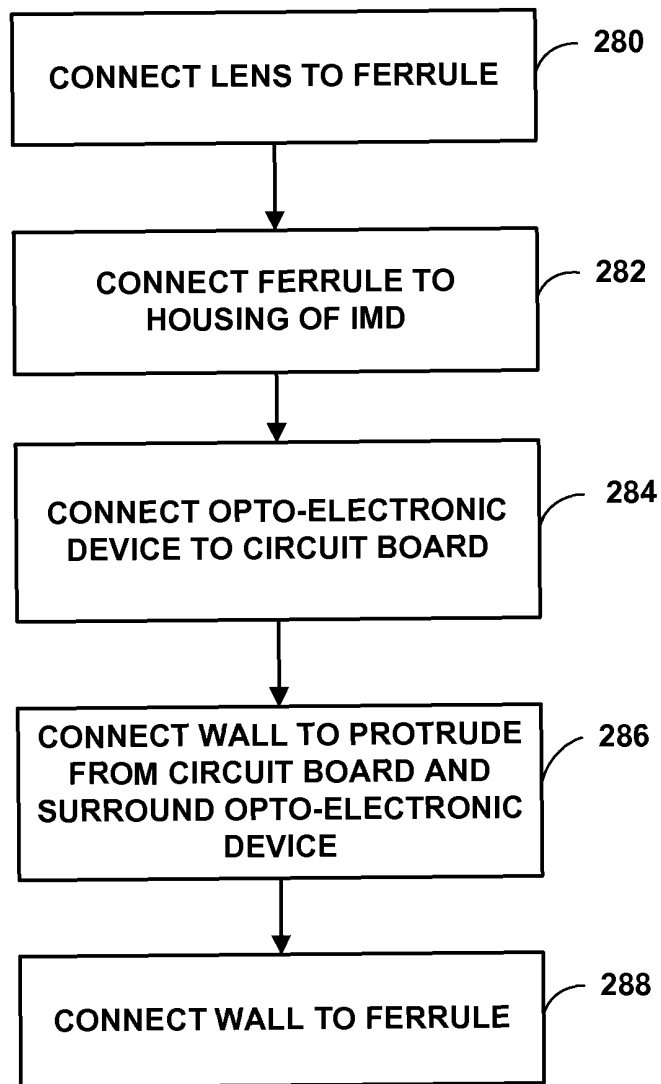 CONNECT LENS TO FERRULE
280
CONNECT FERRULE TO
HOUSING OF IMD
282
CONNECT OPTO-ELECTRONIC
DEVICE TO CIRCUIT BOARD
284
CONNECT WALL TO PROTRUDE
FROM CIRCUIT BOARD AND
SURROUND OPTO-ELECTRONIC
DEVICE
286
CONNECT WALL TO FERRULE
288